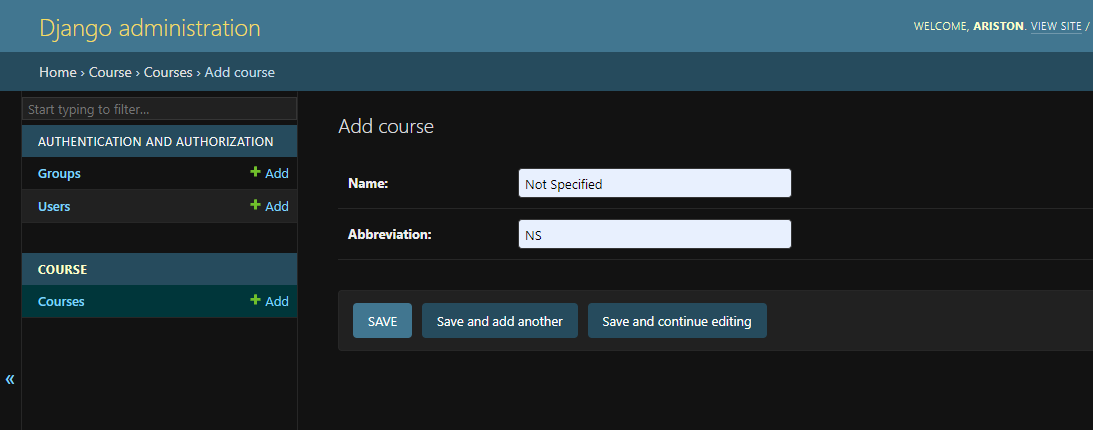 Django administration
WELCOME, ARISTON. VIEW SITE /
Home › Course › Courses › Add course
Start typing to filter...
AUTHENTICATION AND AUTHORIZATION
Groups + Add
Users + Add
COURSE
Courses + Add
«
Add course
Name: Not Specified
Abbreviation: NS
SAVE Save and add another Save and continue editing